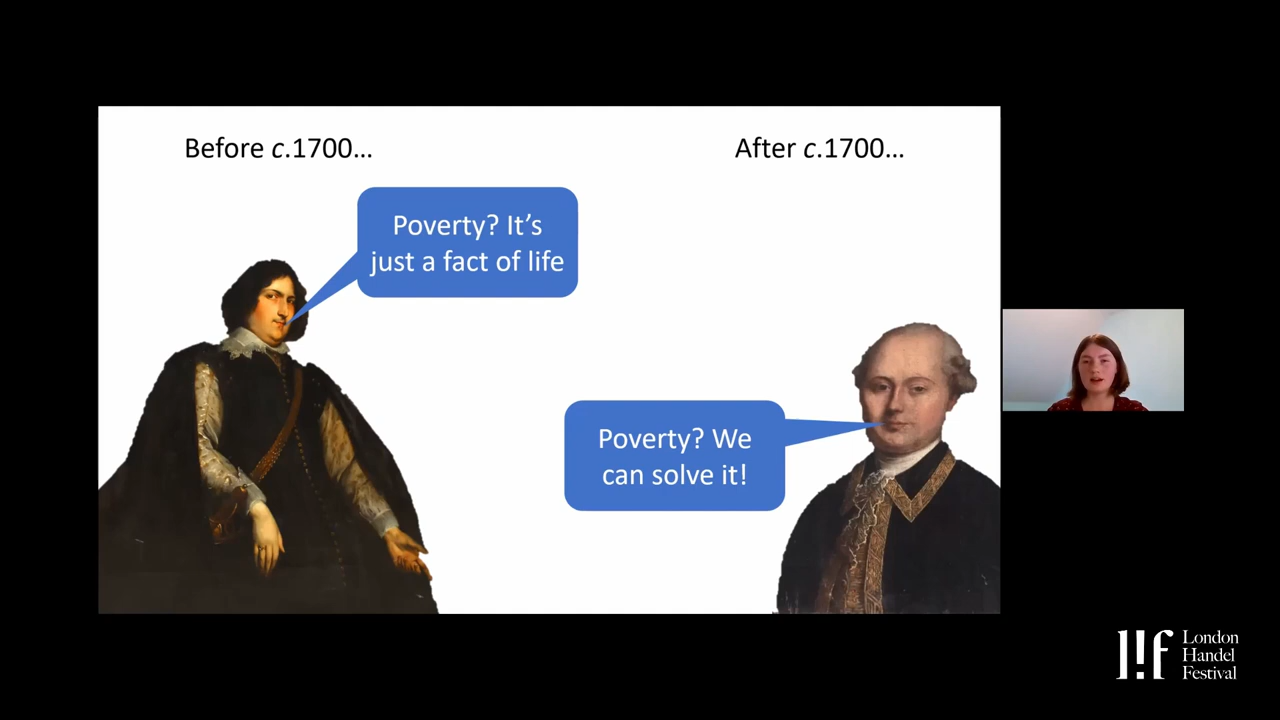 Before c.1700…
After c.1700…
Poverty? It’s
just a fact of life
Poverty? We
can solve it!
l!f
London
Handel
Festival